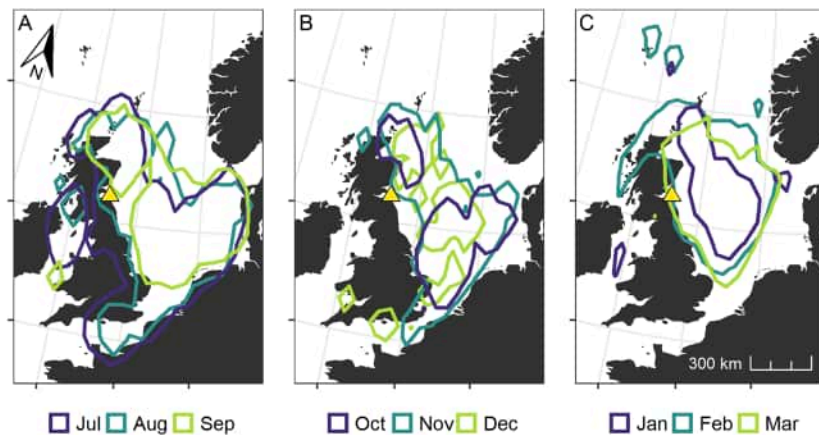 A
B
C
N
300 km
Jul Aug Sep
Oct Nov Dec
Jan Feb Mar